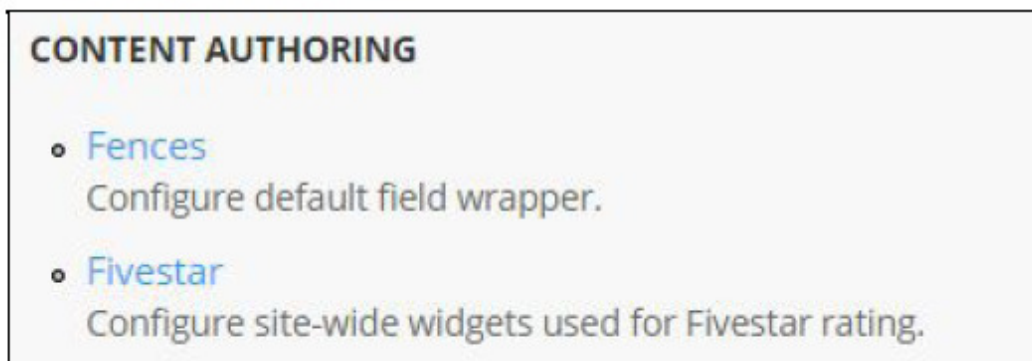 CONTENT AUTHORING
Fences
Configure default field wrapper.
Fivestar
Configure site-wide widgets used for Fivestar rating.